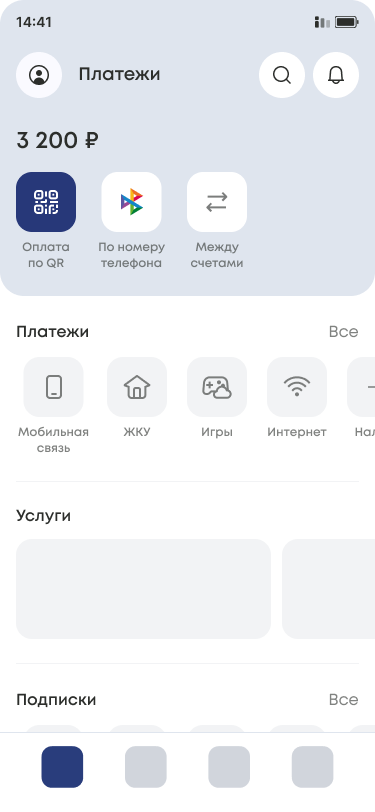 14:41
Платежи
3 200 ₽
Оплата
по QR
По номеру
телефона
Между
счетами
Платежи
Все
Мобильная
связь
ЖКУ
Игры
Интернет
Нал
Услуги
Подписки
Все